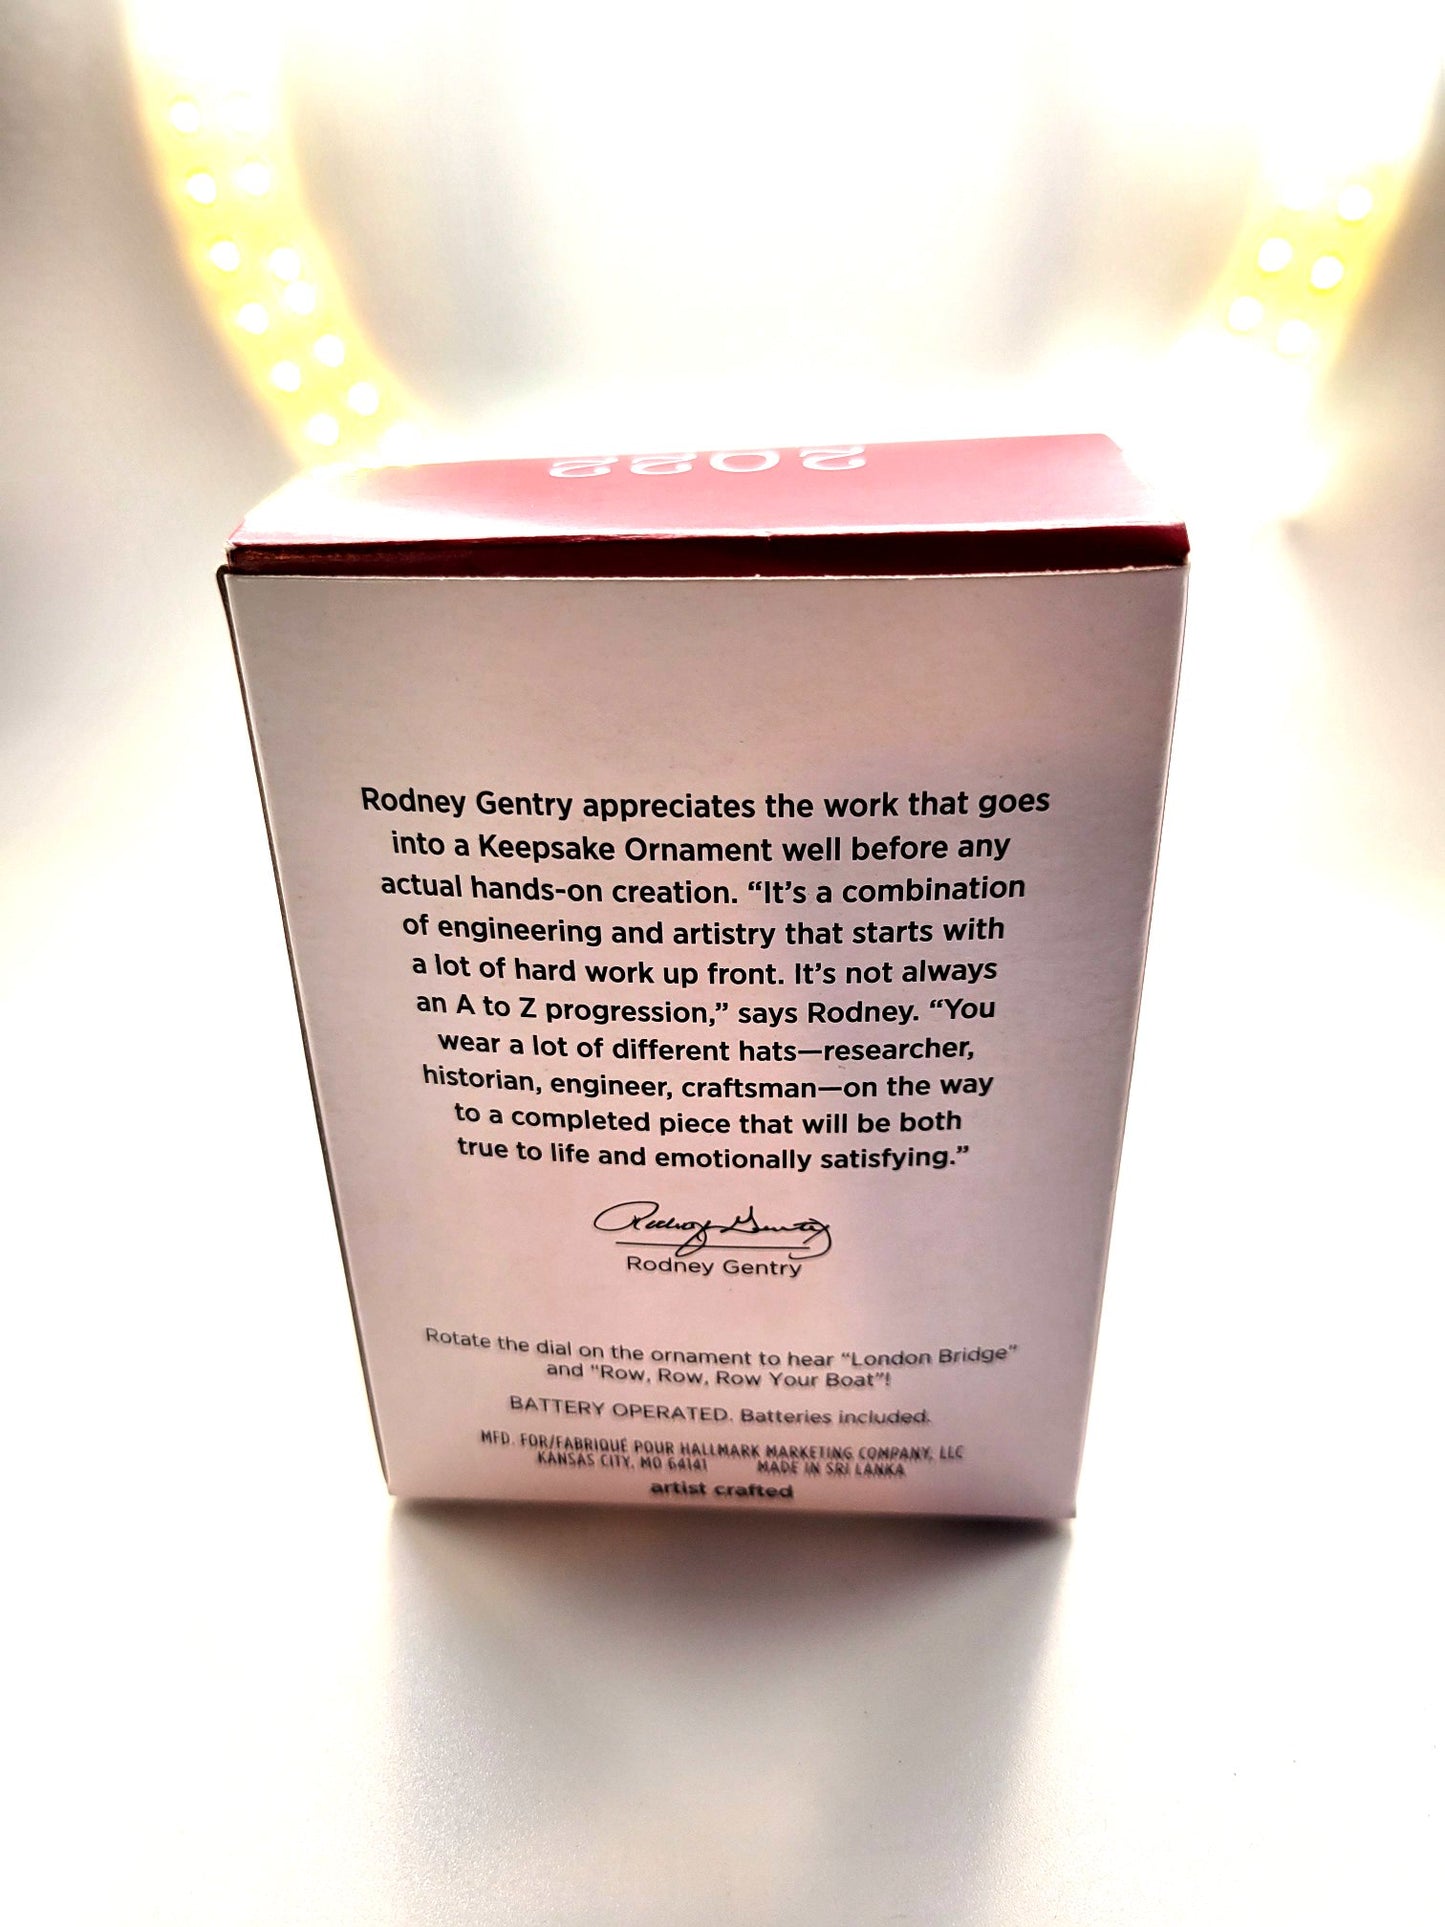 2022
Rodney Gentry appreciates the work that goes
into a Keepsake Ornament well before any
actual hands-on creation. “It’s a combination
of engineering and artistry that starts with
a lot of hard work up front. It’s not always
an A to Z progression,” says Rodney. “You
wear a lot of different hats—researcher,
historian, engineer, craftsman—on the way
to a completed piece that will be both
true to life and emotionally satisfying.”
Rodney Gentry
Rodney Gentry
Rotate the dial on the ornament to hear “London Bridge”
and “Row, Row, Row Your Boat”!
BATTERY OPERATED. Batteries included.
MFD. FOR/FABRIQUÉ POUR HALLMARK MARKETING COMPANY, LLC
KANSAS CITY, MO 64141 MADE IN SRI LANKA
artist crafted